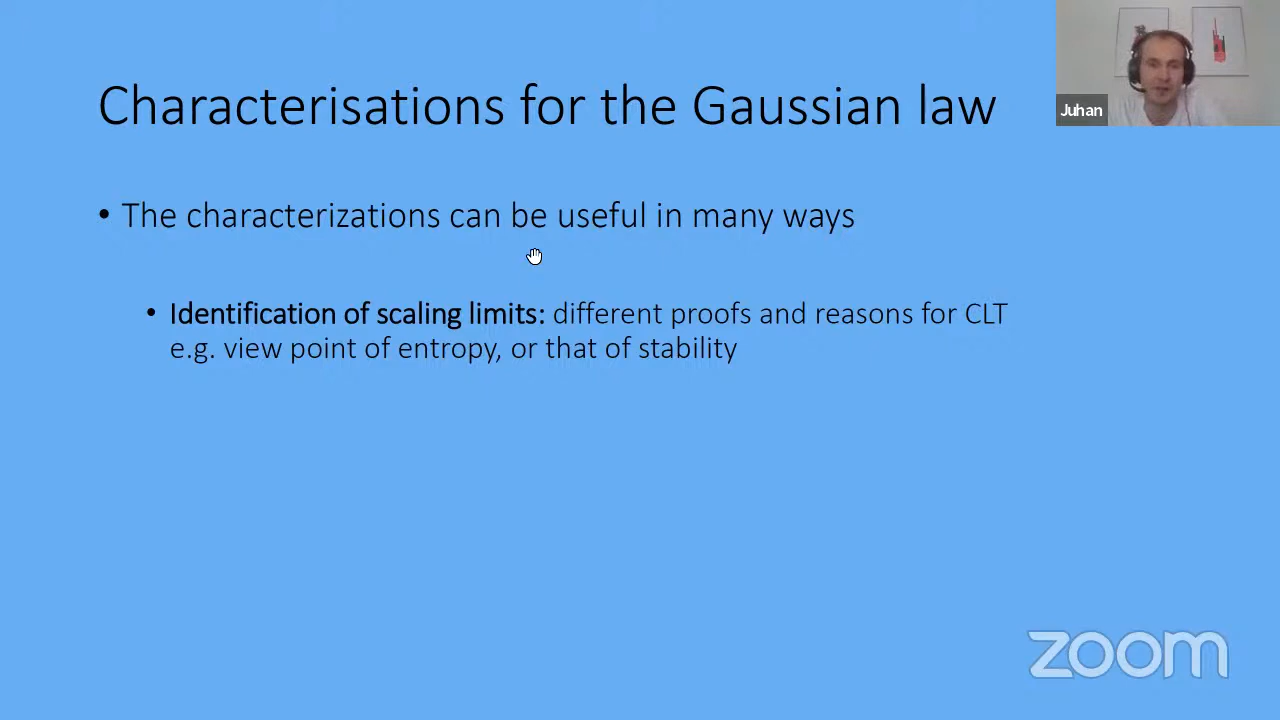 Characterisations for the Gaussian law
Juhan
• The characterizations can be useful in many ways
• Identification of scaling limits: different proofs and reasons for CLT
e.g. view point of entropy, or that of stability
zoom